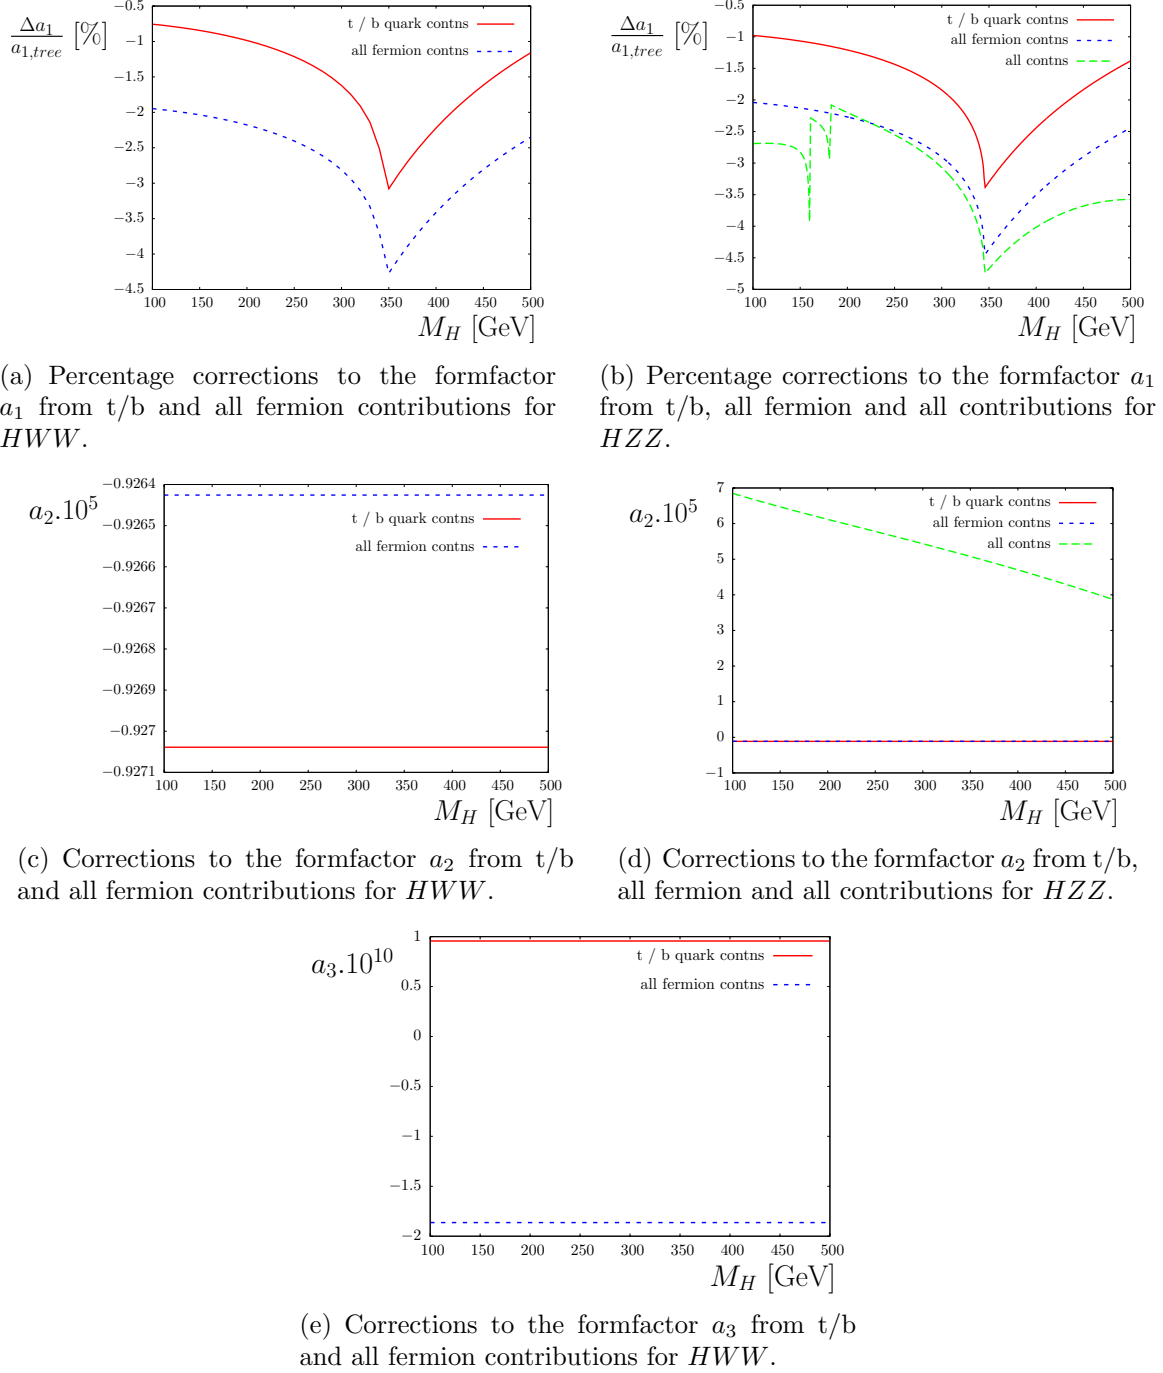 Δa₁ / a₁,tree [%]
−0.5
−1
−1.5
−2
−2.5
−3
−3.5
−4
−4.5
t / b quark contns
all fermion contns
100 150 200 250 300 350 400 450 500
M_H [GeV]
(a) Percentage corrections to the formfactor
a₁ from t/b and all fermion contributions for
HWW.
Δa₁ / a₁,tree [%]
−0.5
−1
−1.5
−2
−2.5
−3
−3.5
−4
−4.5
−5
t / b quark contns
all fermion contns
all contns
100 150 200 250 300 350 400 450 500
M_H [GeV]
(b) Percentage corrections to the formfactor a₁
from t/b, all fermion and all contributions for
HZZ.
a₂.10⁵
−0.9264
−0.9265
−0.9266
−0.9267
−0.9268
−0.9269
−0.927
−0.9271
t / b quark contns
all fermion contns
100 150 200 250 300 350 400 450 500
M_H [GeV]
(c) Corrections to the formfactor a₂ from t/b
and all fermion contributions for HWW.
a₂.10⁵
7
6
5
4
3
2
1
0
−1
t / b quark contns
all fermion contns
all contns
100 150 200 250 300 350 400 450 500
M_H [GeV]
(d) Corrections to the formfactor a₂ from t/b,
all fermion and all contributions for HZZ.
a₃.10¹⁰
1
0.5
0
−0.5
−1
−1.5
−2
t / b quark contns
all fermion contns
100 150 200 250 300 350 400 450 500
M_H [GeV]
(e) Corrections to the formfactor a₃ from t/b
and all fermion contributions for HWW.